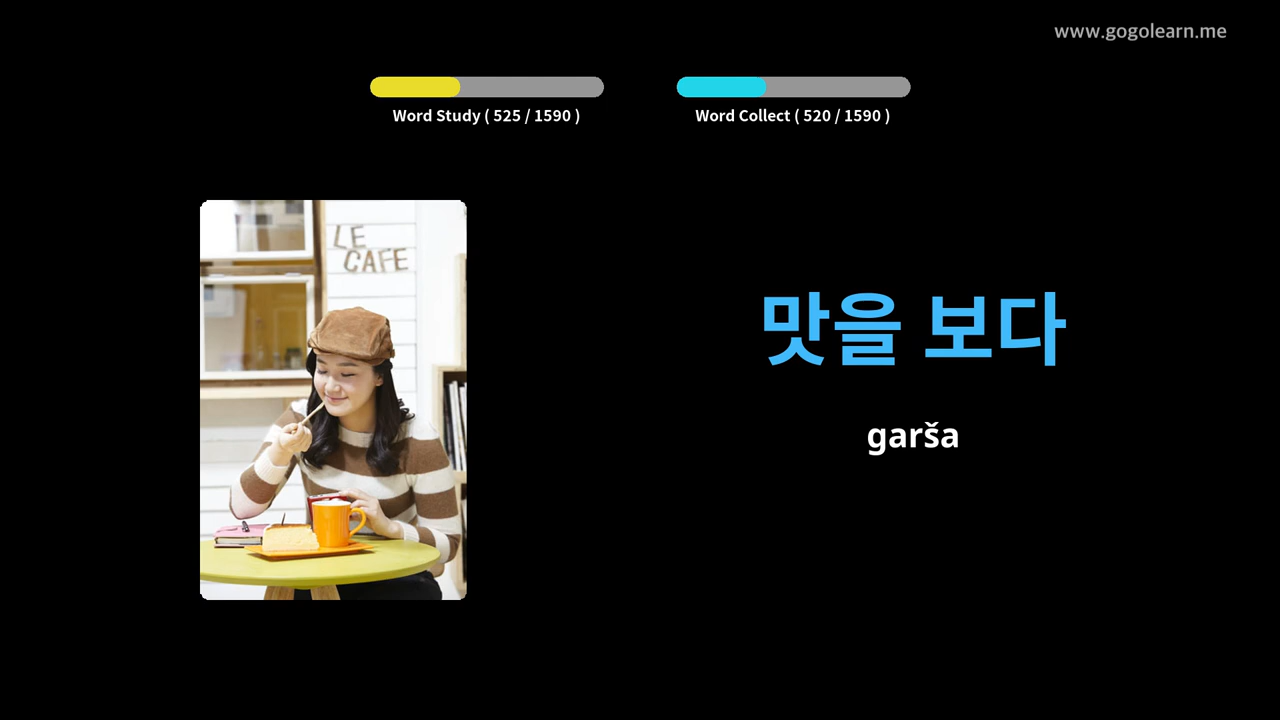 www.gogolearn.me
Word Study ( 525 / 1590 )
Word Collect ( 520 / 1590 )
LE
CAFE
맛을 보다
garša